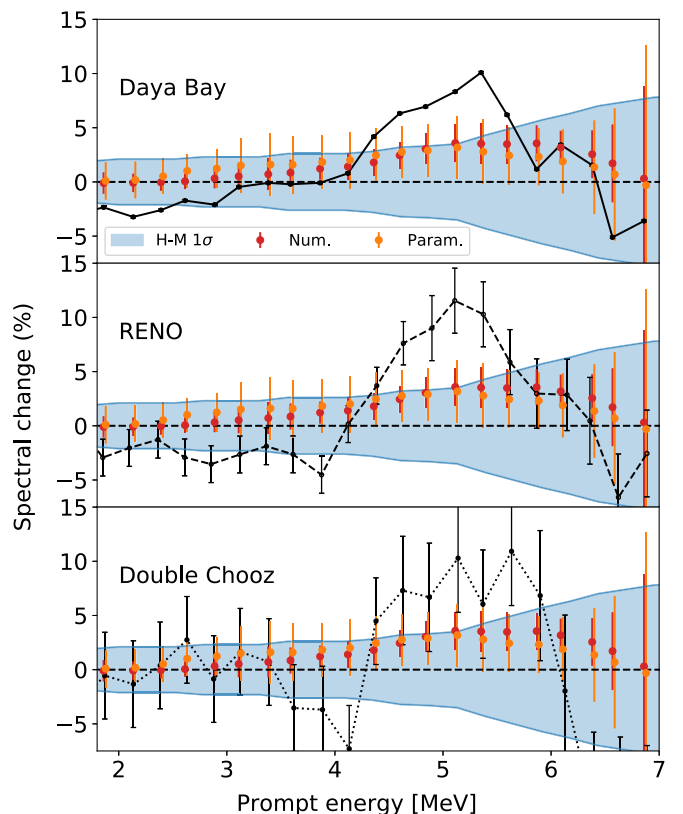 15
10
5
0
−5
Daya Bay
H-M 1σ Num. Param.
15
10
5
0
−5
RENO
Spectral change (%)
15
10
5
0
−5
Double Chooz
2 3 4 5 6 7
Prompt energy [MeV]